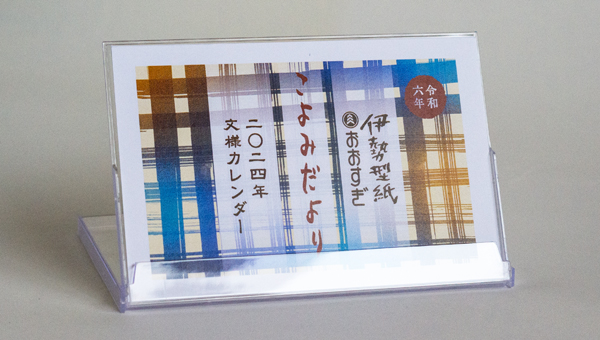 令和
六年
伊勢型紙
おおすぎ
こよみだより
二〇二四年
文様カレンダー